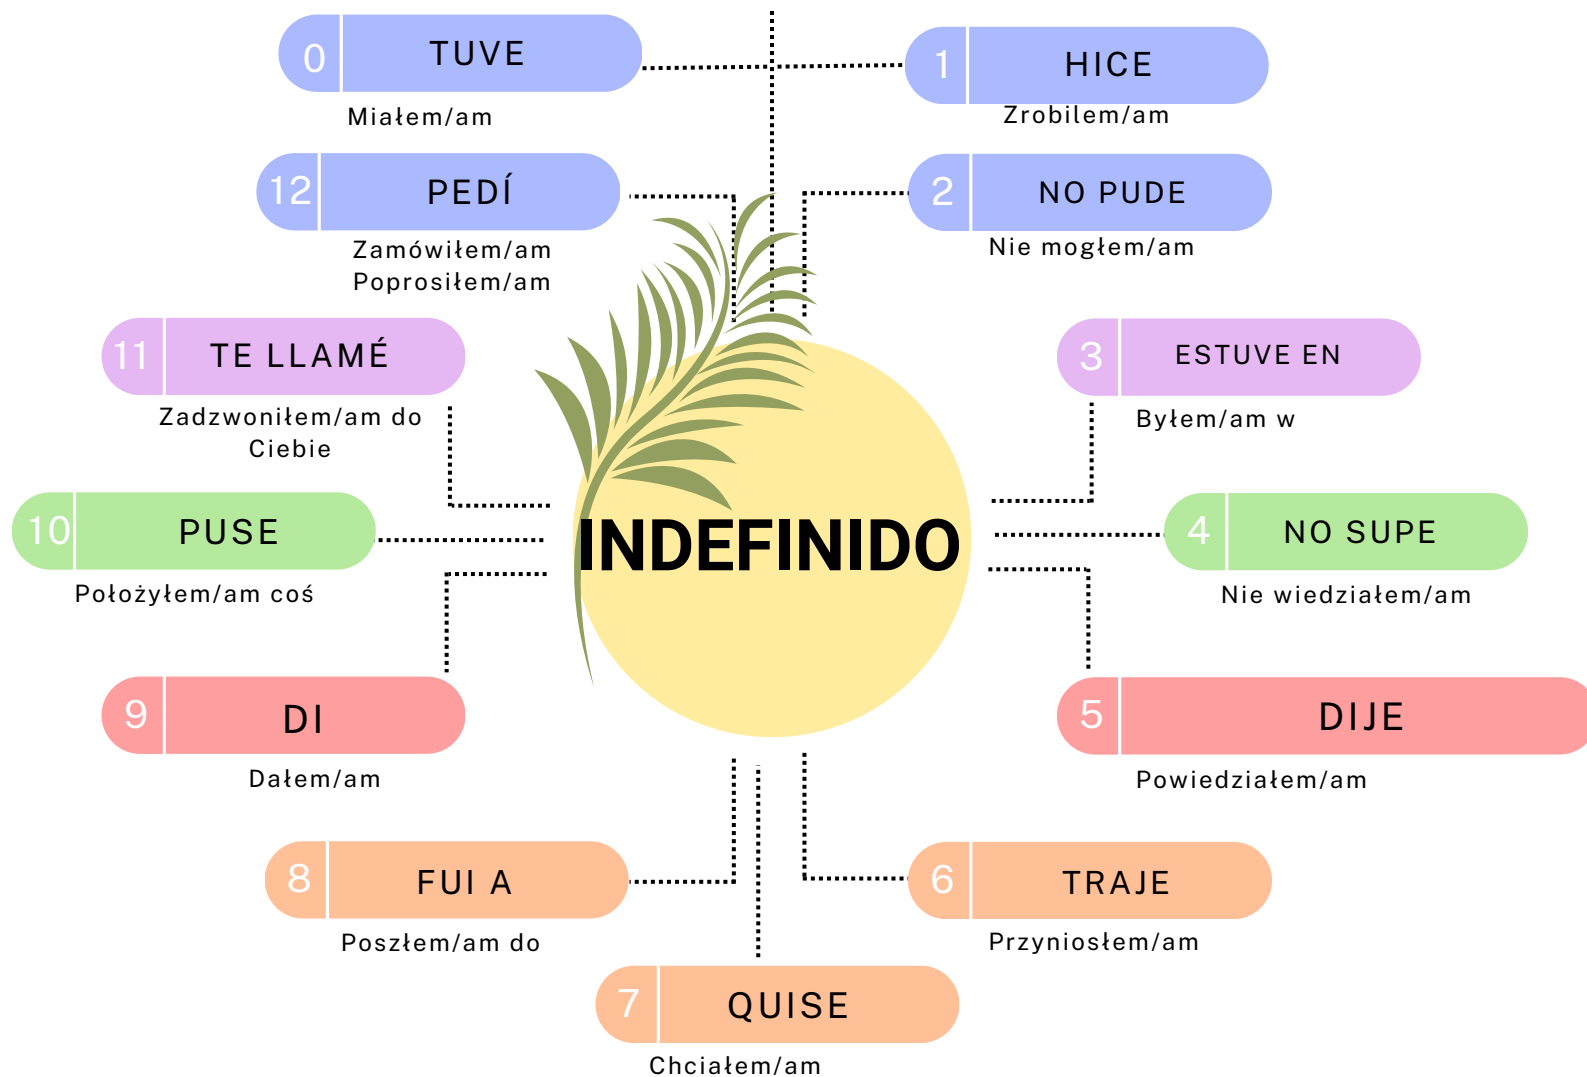 0 TUVE
Miałem/am
1 HICE
Zrobilem/am
12 PEDÍ
Zamówiłem/am
Poprosiłem/am
2 NO PUDE
Nie mogłem/am
11 TE LLAMÉ
Zadzwoniłem/am do
Ciebie
3 ESTUVE EN
Byłem/am w
10 PUSE
Położyłem/am coś
INDEFINIDO
4 NO SUPE
Nie wiedziałem/am
9 DI
Dałem/am
5 DIJE
Powiedziałem/am
8 FUI A
Poszłem/am do
6 TRAJE
Przyniosłem/am
7 QUISE
Chciałem/am